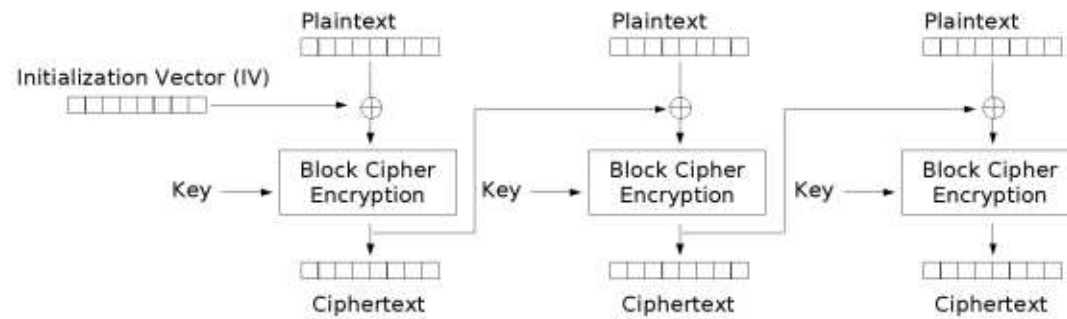 Plaintext
Plaintext
Plaintext
Initialization Vector (IV)
Key
Block Cipher
Encryption
Key
Block Cipher
Encryption
Key
Block Cipher
Encryption
Ciphertext
Ciphertext
Ciphertext